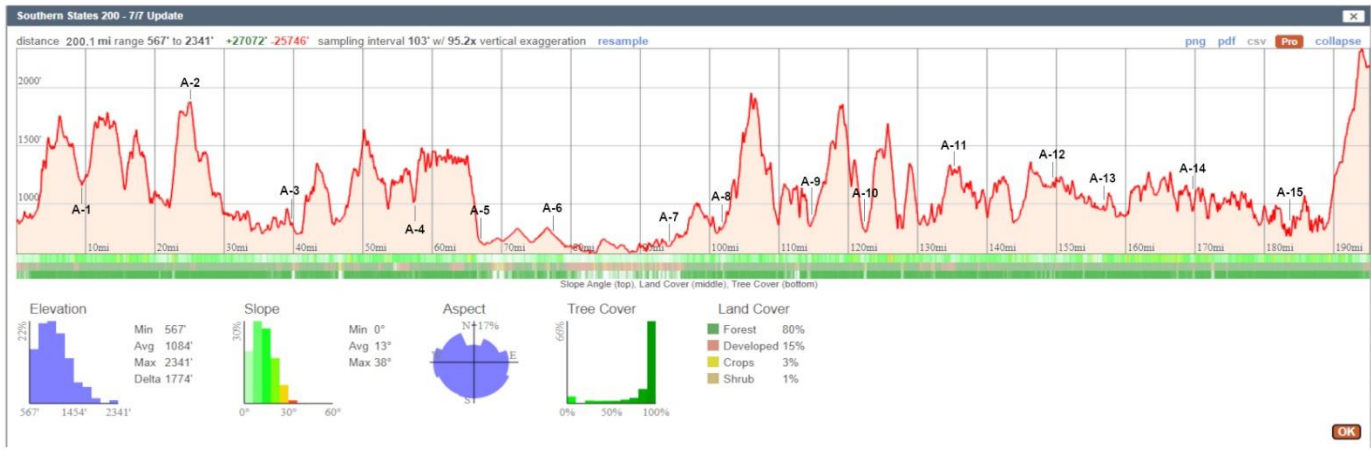 Southern States 200 - 7/7 Update
distance 200.1 mi range 567' to 2341' +27072' -25746' sampling interval 103' w/ 95.2x vertical exaggeration resample png pdf csv Pro collapse
2000'
1500'
1000'
A-1
A-2
A-3
A-4
A-5
A-6
A-7
A-8
A-9
A-10
A-11
A-12
A-13
A-14
A-15
10mi 20mi 30mi 40mi 50mi 60mi 70mi 80mi 90mi 100mi 110mi 120mi 130mi 140mi 150mi 160mi 170mi 180mi 190mi
Slope Angle (top), Land Cover (middle), Tree Cover (bottom)
Elevation
22%
Min 567'
Avg 1084'
Max 2341'
Delta 1774'
567' 1454' 2341'
Slope
30%
Min 0°
Avg 13°
Max 38°
0° 30° 60°
Aspect
N 17%
W E
S
Tree Cover
66%
0% 50% 100%
Land Cover
Forest 80%
Developed 15%
Crops 3%
Shrub 1%
OK